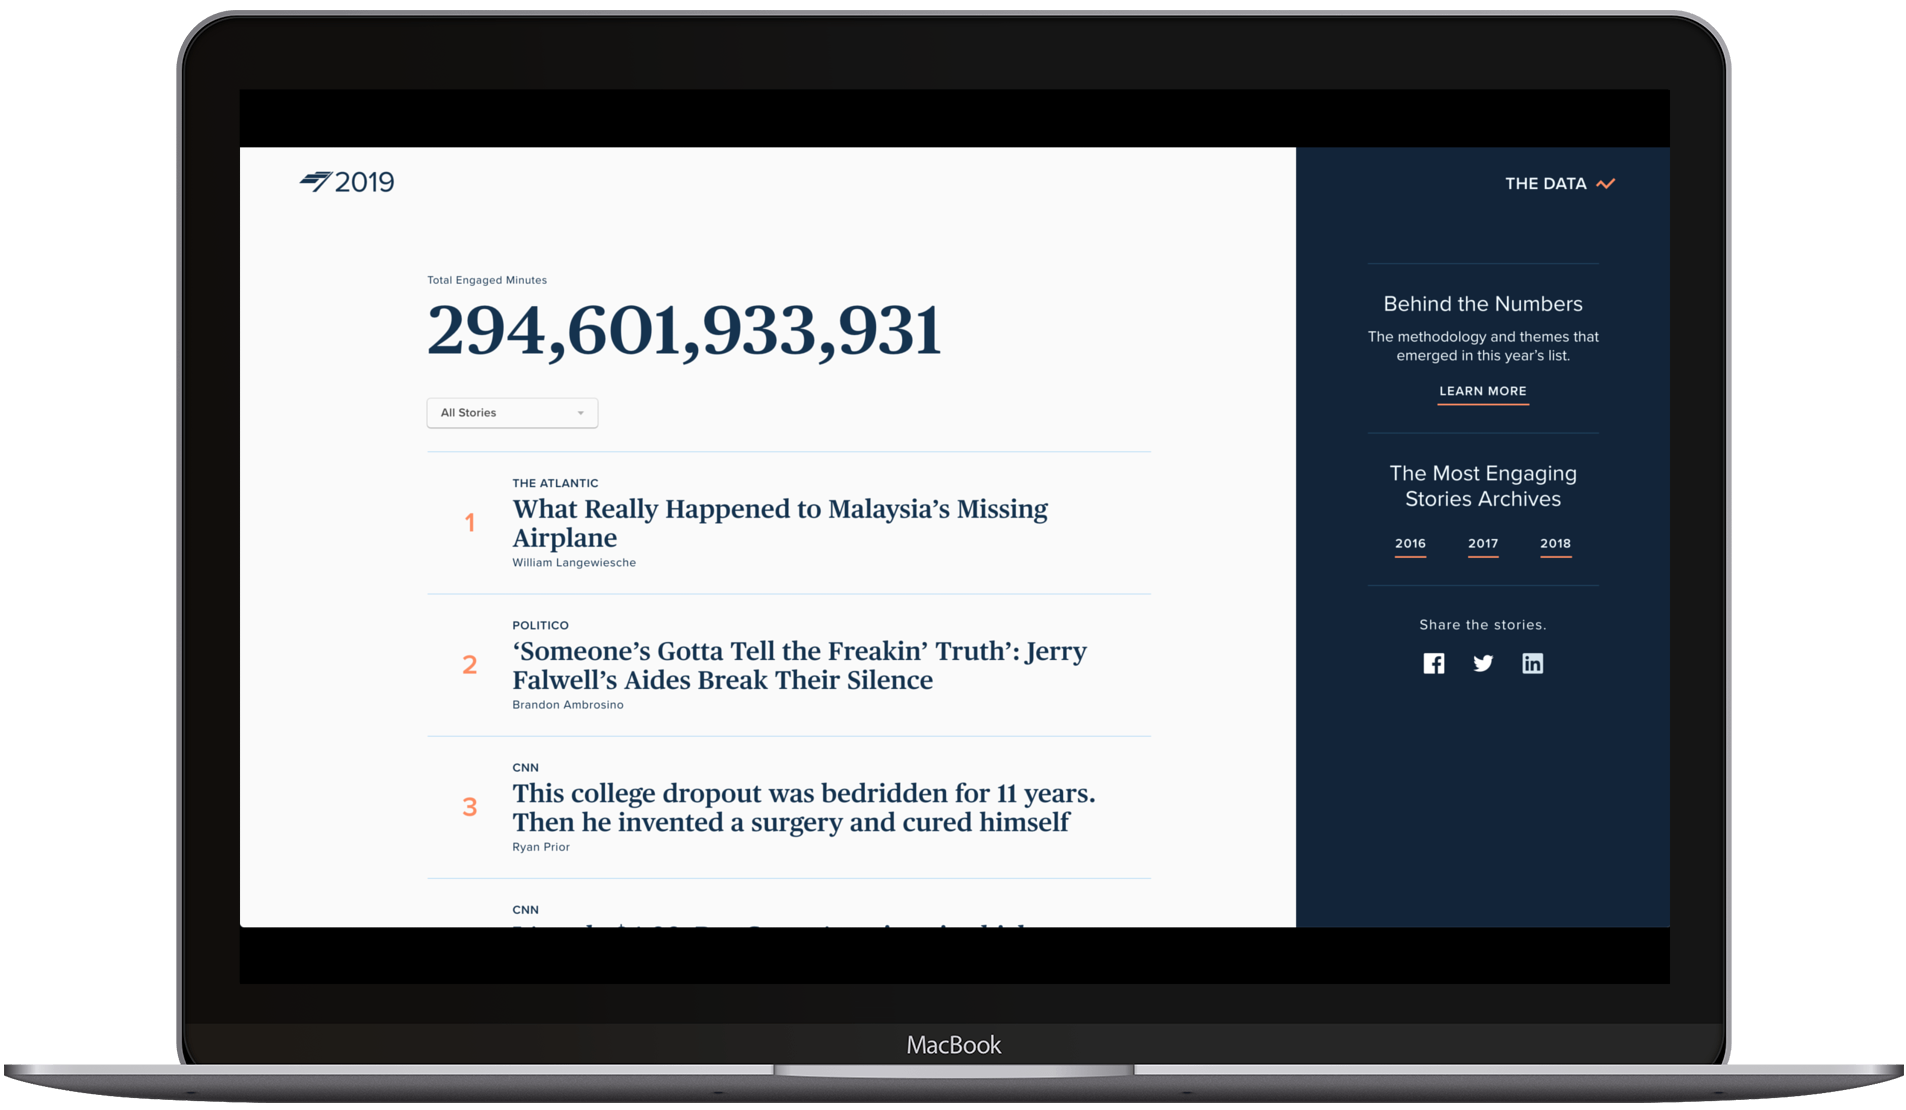 2019
Total Engaged Minutes
294,601,933,931
All Stories
1
THE ATLANTIC
What Really Happened to Malaysia’s Missing
Airplane
William Langewiesche
2
POLITICO
‘Someone’s Gotta Tell the Freakin’ Truth’: Jerry
Falwell’s Aides Break Their Silence
Brandon Ambrosino
3
CNN
This college dropout was bedridden for 11 years.
Then he invented a surgery and cured himself
Ryan Prior
CNN
THE DATA
Behind the Numbers
The methodology and themes that
emerged in this year’s list.
LEARN MORE
The Most Engaging
Stories Archives
2016 2017 2018
Share the stories.
MacBook